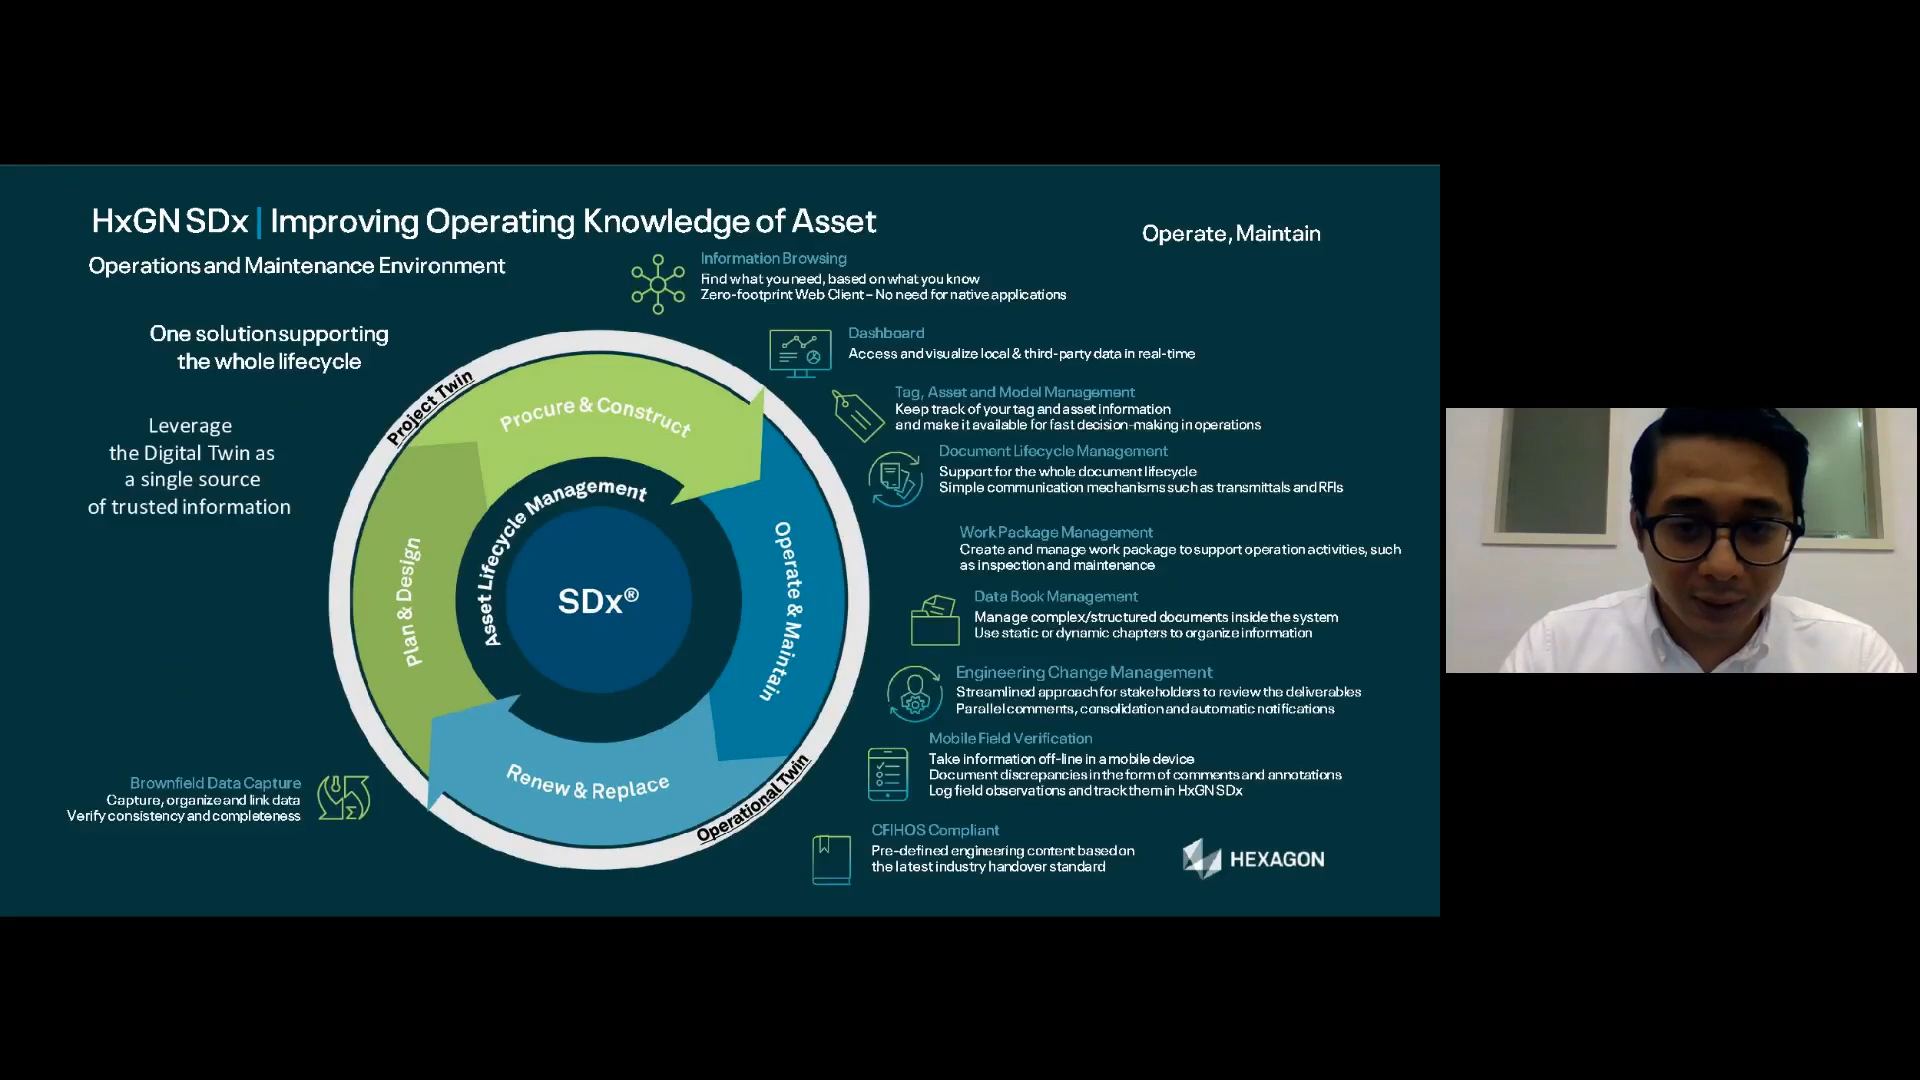 HxGN SDx | Improving Operating Knowledge of Asset
Operate, Maintain
Operations and Maintenance Environment
One solution supporting
the whole lifecycle
Leverage
the Digital Twin as
a single source
of trusted information
Project Twin
Procure & Construct
Plan & Design
Asset Lifecycle Management
SDx®
Operate & Maintain
Renew & Replace
Operational Twin
Information Browsing
Find what you need, based on what you know
Zero-footprint Web Client – No need for native applications
Dashboard
Access and visualize local & third-party data in real-time
Tag, Asset and Model Management
Keep track of your tag and asset information
and make it available for fast decision-making in operations
Document Lifecycle Management
Support for the whole document lifecycle
Simple communication mechanisms such as transmittals and RFIs
Work Package Management
Create and manage work package to support operation activities, such
as inspection and maintenance
Data Book Management
Manage complex/structured documents inside the system
Use static or dynamic chapters to organize information
Engineering Change Management
Streamlined approach for stakeholders to review the deliverables
Parallel comments, consolidation and automatic notifications
Mobile Field Verification
Take information off-line in a mobile device
Document discrepancies in the form of comments and annotations
Log field observations and track them in HxGN SDx
CFIHOS Compliant
Pre-defined engineering content based on
the latest industry handover standard
Brownfield Data Capture
Capture, organize and link data
Verify consistency and completeness
HEXAGON